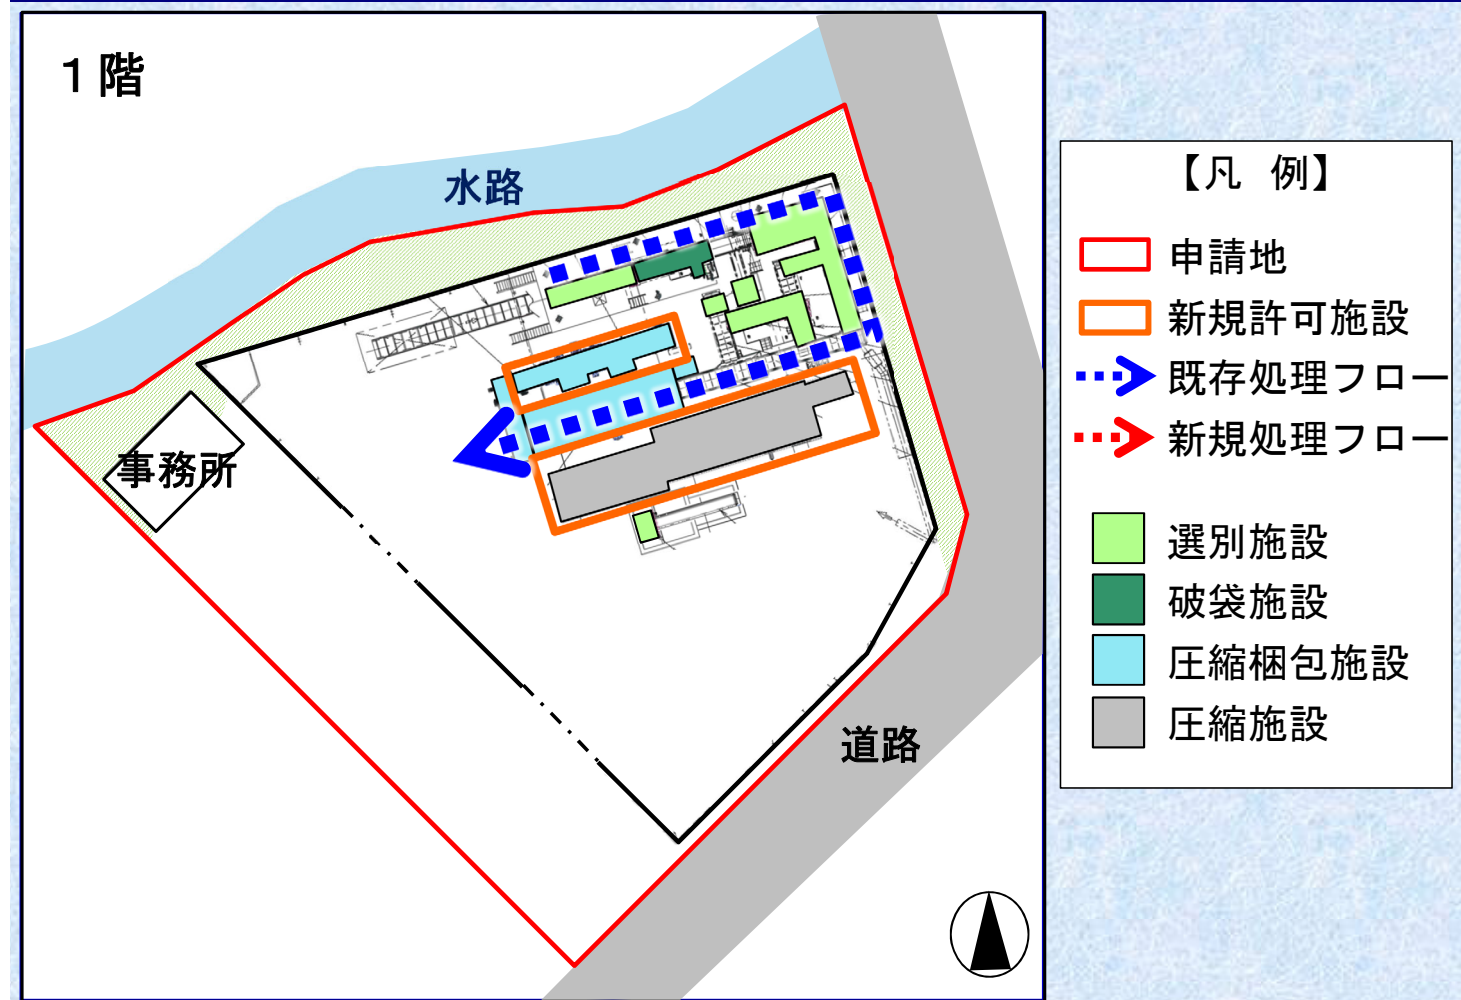 １階
水路
事務所
道路
【凡 例】
申請地
新規許可施設
既存処理フロー
新規処理フロー
選別施設
破袋施設
圧縮梱包施設
圧縮施設